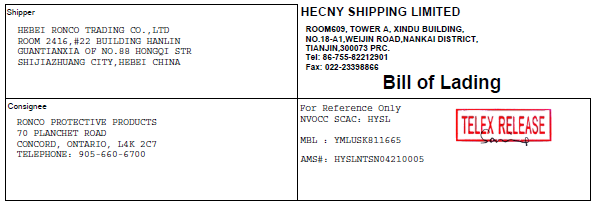 Shipper
HEBEI RONCO TRADING CO.,LTD
ROOM 2416,#22 BUILDING HANLIN
GUANTIANXIA OF NO.88 HONGQI STR
SHIJIAZHUANG CITY,HEBEI CHINA
HECNY SHIPPING LIMITED
ROOM609, TOWER A, XINDU BUILDING,
NO.18-A1,WEIJIN ROAD,NANKAI DISTRICT,
TIANJIN,300073 PRC.
Tel: 86-755-82212901
Fax: 022-23398866
Bill of Lading
Consignee
RONCO PROTECTIVE PRODUCTS
70 PLANCHET ROAD
CONCORD, ONTARIO, L4K 2C7
TELEPHONE: 905-660-6700
For Reference Only
NVOCC SCAC: HYSL
MBL : YMLUSK811665
AMS#: HYSLNTSN04210005
TELEX RELEASE